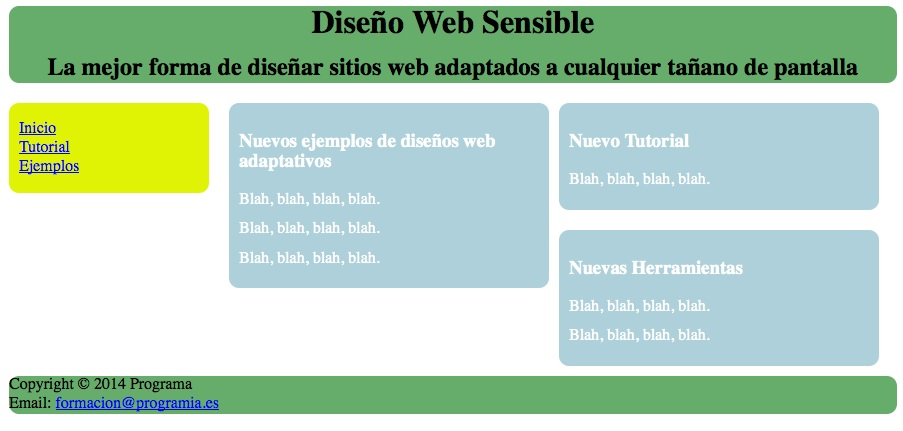 Diseño Web Sensible
La mejor forma de diseñar sitios web adaptados a cualquier tañano de pantalla
Inicio
Tutorial
Ejemplos
Nuevos ejemplos de diseños web
adaptativos
Blah, blah, blah, blah.
Blah, blah, blah, blah.
Blah, blah, blah, blah.
Nuevo Tutorial
Blah, blah, blah, blah.
Nuevas Herramientas
Blah, blah, blah, blah.
Blah, blah, blah, blah.
Copyright © 2014 Programa
Email: formacion@programia.es